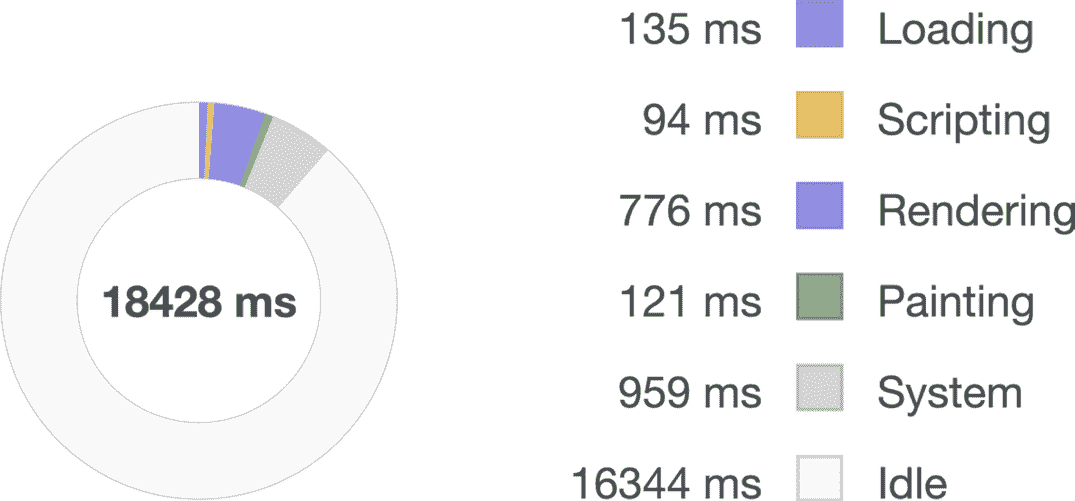 135 ms Loading
94 ms Scripting
776 ms Rendering
121 ms Painting
959 ms System
16344 ms Idle
18428 ms